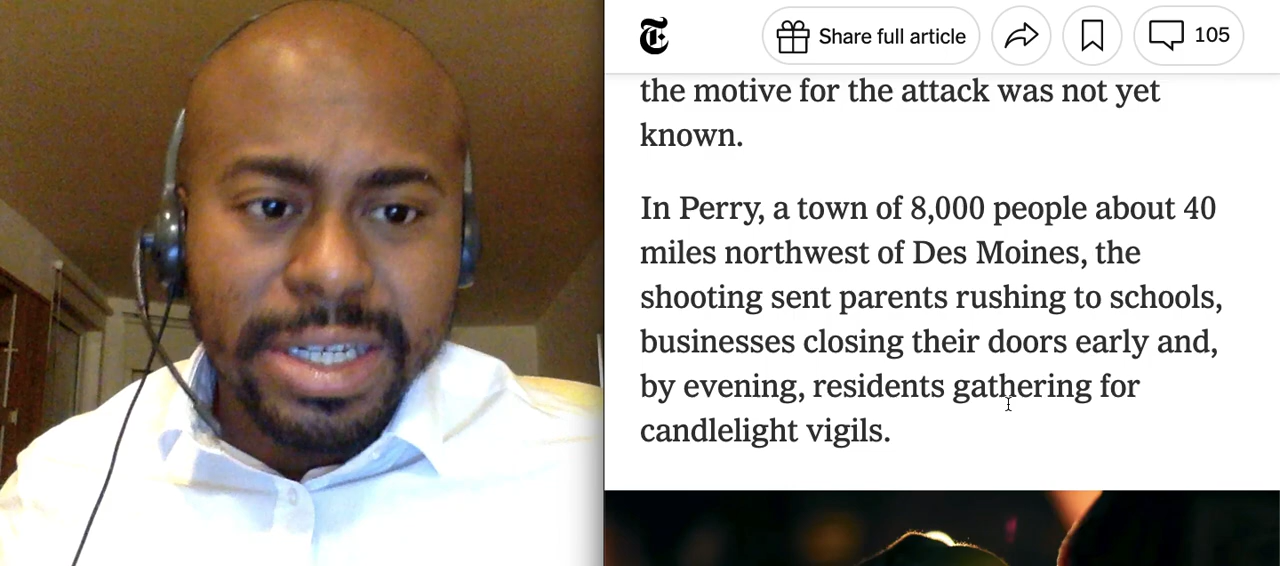 Share full article
105
the motive for the attack was not yet
known.
In Perry, a town of 8,000 people about 40
miles northwest of Des Moines, the
shooting sent parents rushing to schools,
businesses closing their doors early and,
by evening, residents gathering for
candlelight vigils.